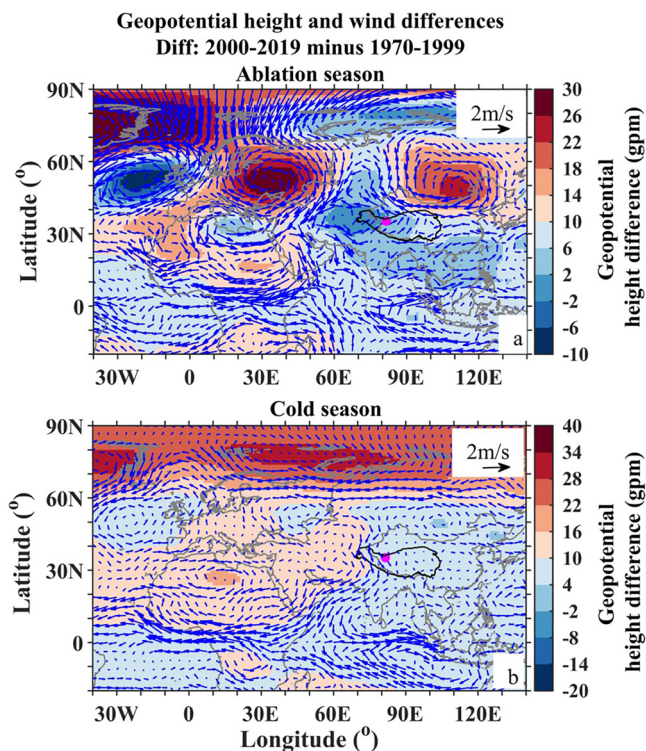 Geopotential height and wind differences
Diff: 2000-2019 minus 1970-1999
Ablation season
90N
60N
30N
0
Latitude (°)
2m/s
a
30W 0 30E 60E 90E 120E
30
26
22
18
14
10
6
2
-2
-6
-10
Geopotential
height difference (gpm)
Cold season
90N
60N
30N
0
Latitude (°)
2m/s
b
30W 0 30E 60E 90E 120E
Longitude (°)
40
34
28
22
16
10
4
-2
-8
-14
-20
Geopotential
height difference (gpm)